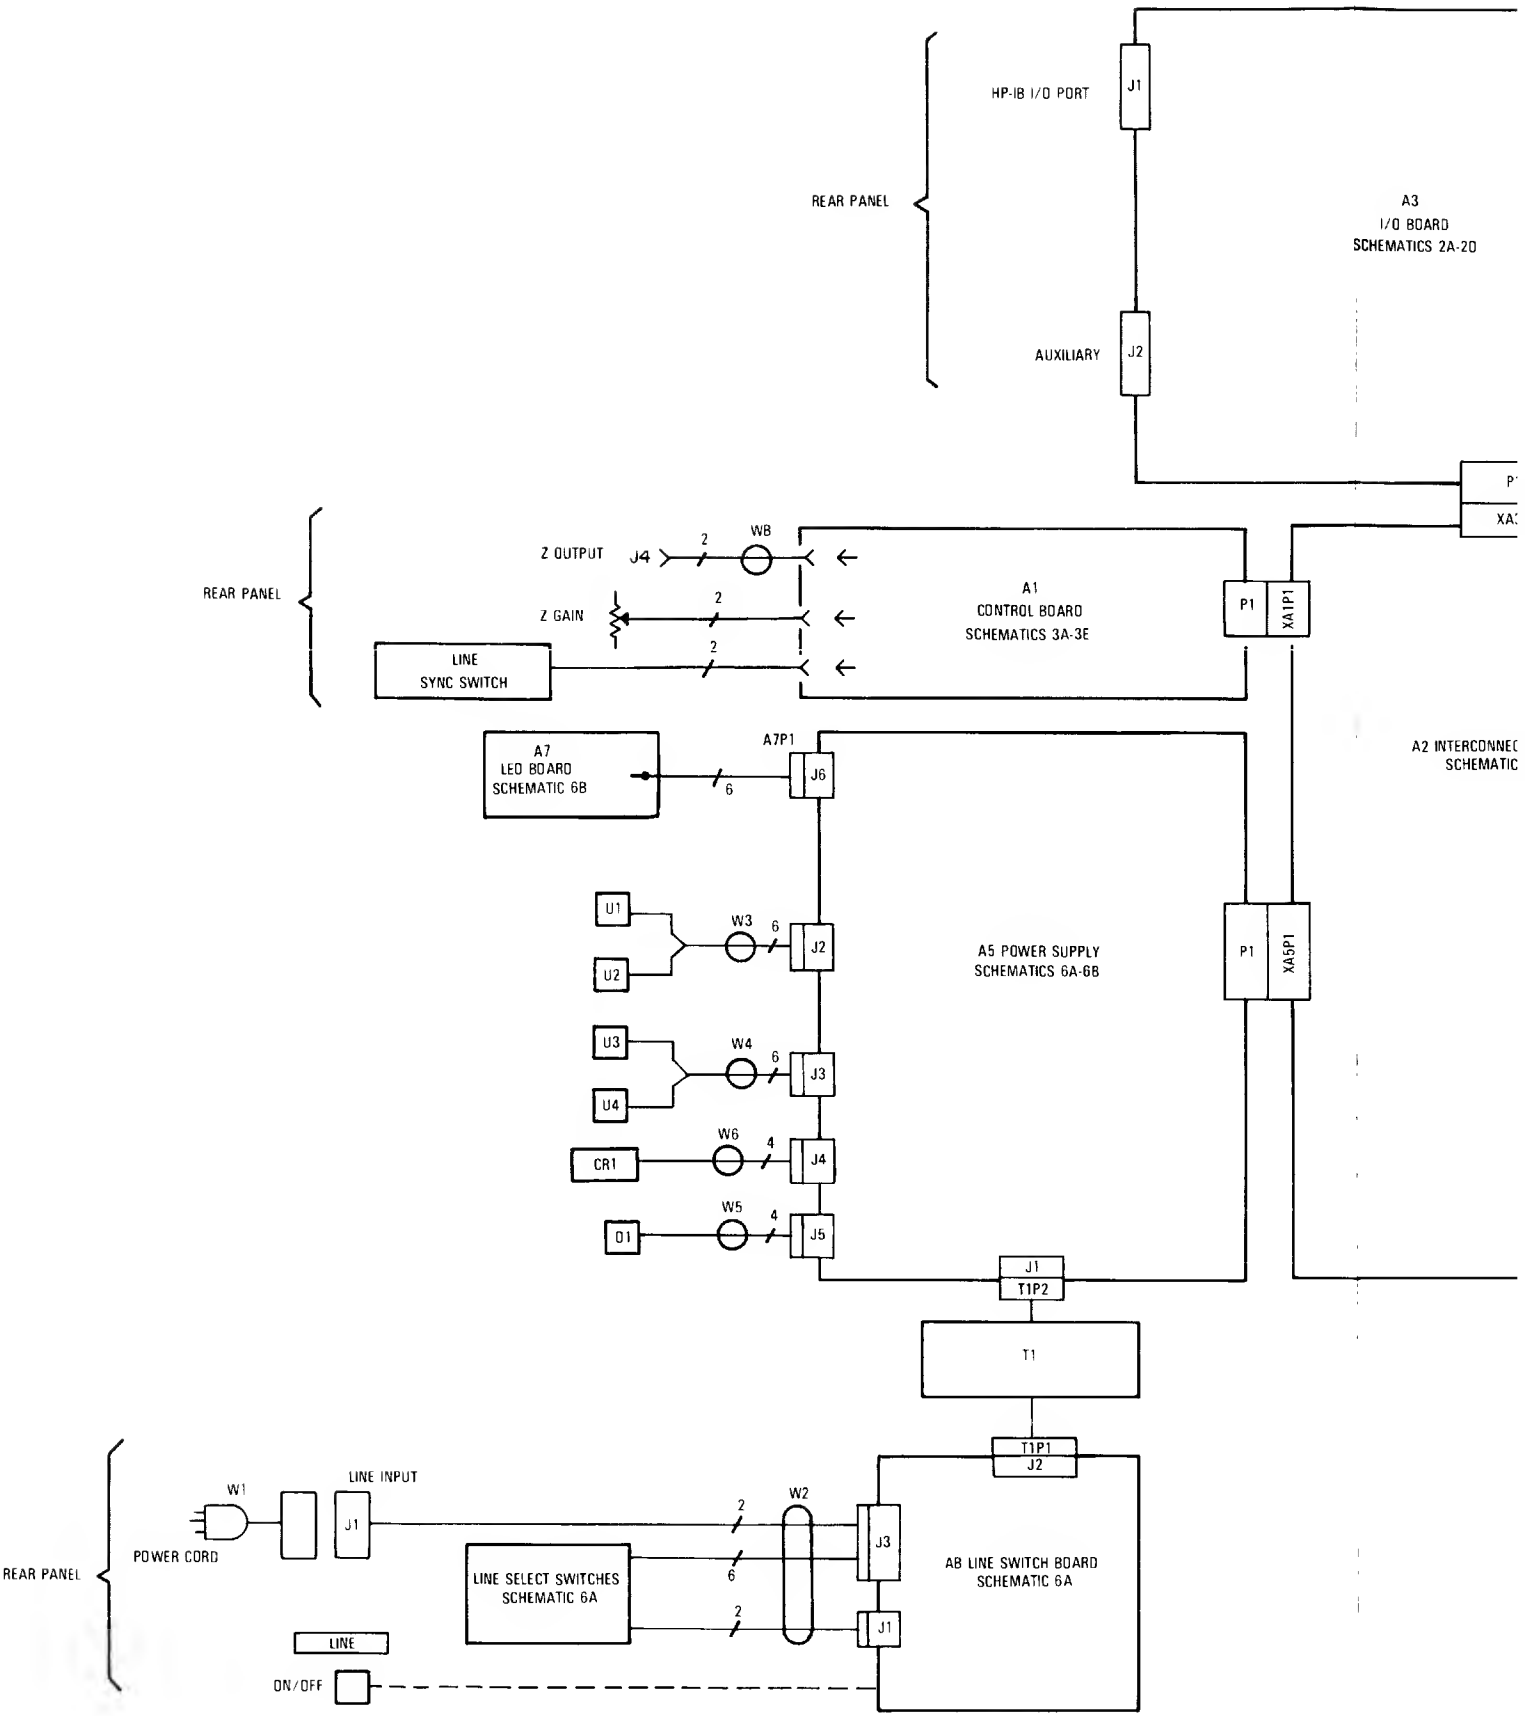 J1
HP-IB I/O PORT
REAR PANEL
A3
I/O BOARD
SCHEMATICS 2A-2D
AUXILIARY
J2
P1
XA3
Z OUTPUT
J4
2
W8
REAR PANEL
Z GAIN
2
A1
CONTROL BOARD
SCHEMATICS 3A-3E
P1
XA1P1
LINE
SYNC SWITCH
2
A7
LED BOARD
SCHEMATIC 6B
A7P1
6
J6
A2 INTERCONNEC
SCHEMATIC
U1
U2
W3
6
J2
A5 POWER SUPPLY
SCHEMATICS 6A-6B
P1
XA5P1
U3
U4
W4
6
J3
CR1
W6
4
J4
Q1
W5
4
J5
J1
T1P2
T1
T1P1
J2
REAR PANEL
W1
POWER CORD
LINE INPUT
J1
2
W2
J3
LINE SELECT SWITCHES
SCHEMATIC 6A
6
2
J1
A8 LINE SWITCH BOARD
SCHEMATIC 6A
LINE
ON/OFF